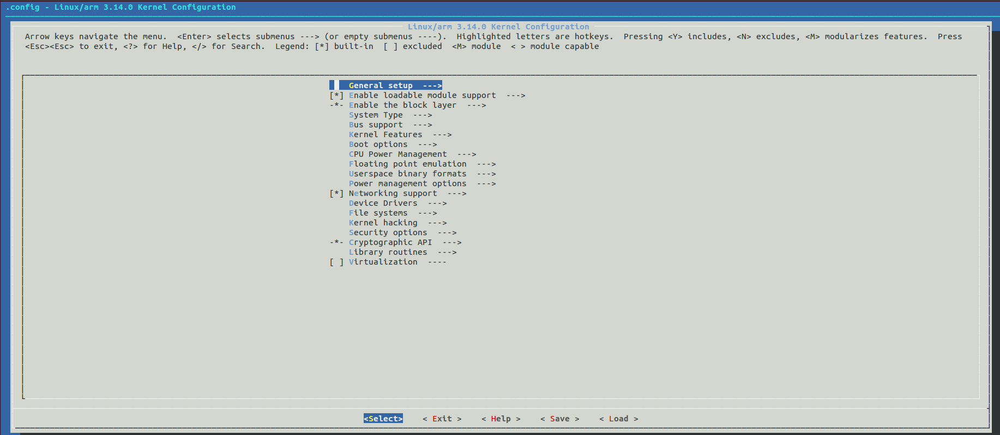 .config - Linux/arm 3.14.0 Kernel Configuration
Linux/arm 3.14.0 Kernel Configuration
Arrow keys navigate the menu.  <Enter> selects submenus ---> (or empty submenus ----).  Highlighted letters are hotkeys.  Pressing <Y> includes, <N> excludes, <M> modularizes features.  Press
<Esc><Esc> to exit, <?> for Help, </> for Search.  Legend: [*] built-in  [ ] excluded  <M> module  < > module capable
General setup  --->
[*] Enable loadable module support  --->
-*- Enable the block layer  --->
System Type  --->
Bus support  --->
Kernel Features  --->
Boot options  --->
CPU Power Management  --->
Floating point emulation  --->
Userspace binary formats  --->
Power management options  --->
[*] Networking support  --->
Device Drivers  --->
File systems  --->
Kernel hacking  --->
Security options  --->
-*- Cryptographic API  --->
Library routines  --->
[ ] Virtualization  ----
<Select>    < Exit >    < Help >    < Save >    < Load >